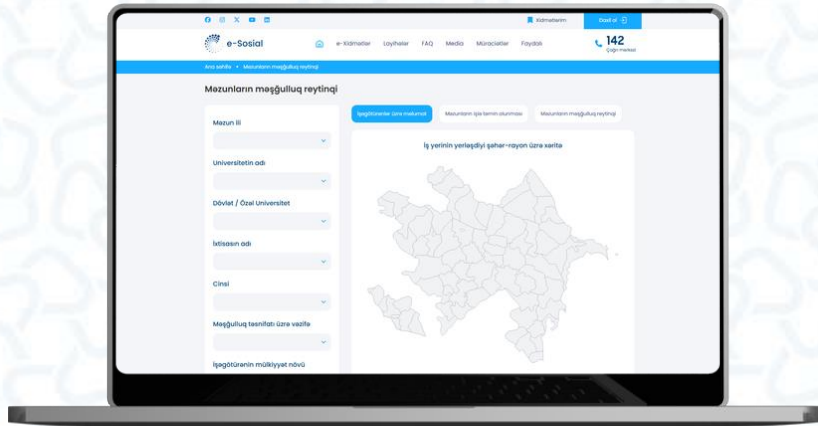 Xidmətlərim
Daxil ol
e-Sosial
e-Xidmətlər
Layihələr
FAQ
Media
Müraciətlər
Faydalı
142
Çağrı mərkəzi
Ana səhifə • Məzunların məşğulluq reytinqi
Məzunların məşğulluq reytinqi
İşəgötürənlər üzrə məlumat
Məzunların işlə təmin olunması
Məzunların məşğulluq reytinqi
Məzun ili
İş yerinin yerləşdiyi şəhər-rayon üzrə xəritə
Universitetin adı
Dövlət / Özəl Universitet
İxtisasın adı
Cinsi
Məşğulluq təsnifatı üzrə vəzifə
İşəgötürənin mülkiyyət növü